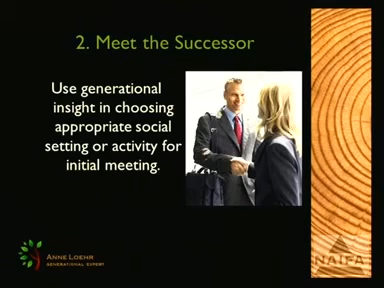 2. Meet the Successor
Use generational
insight in choosing
appropriate social
setting or activity for
initial meeting.
ANNE LOEHR
GENERATIONAL EXPERT
NAIFA